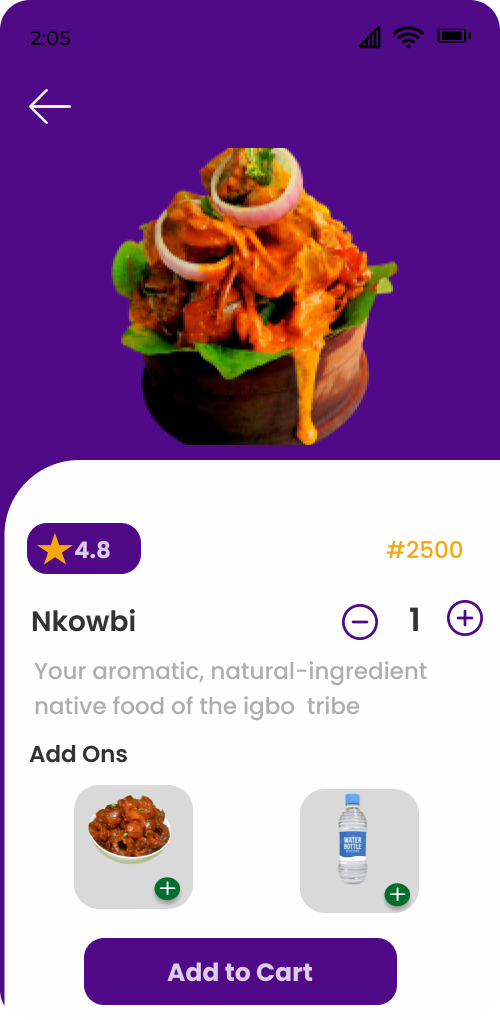 2:05
4.8
#2500
Nkowbi
1
Your aromatic, natural-ingredient
native food of the igbo tribe
Add Ons
WATER
BOTTLE
Add to Cart